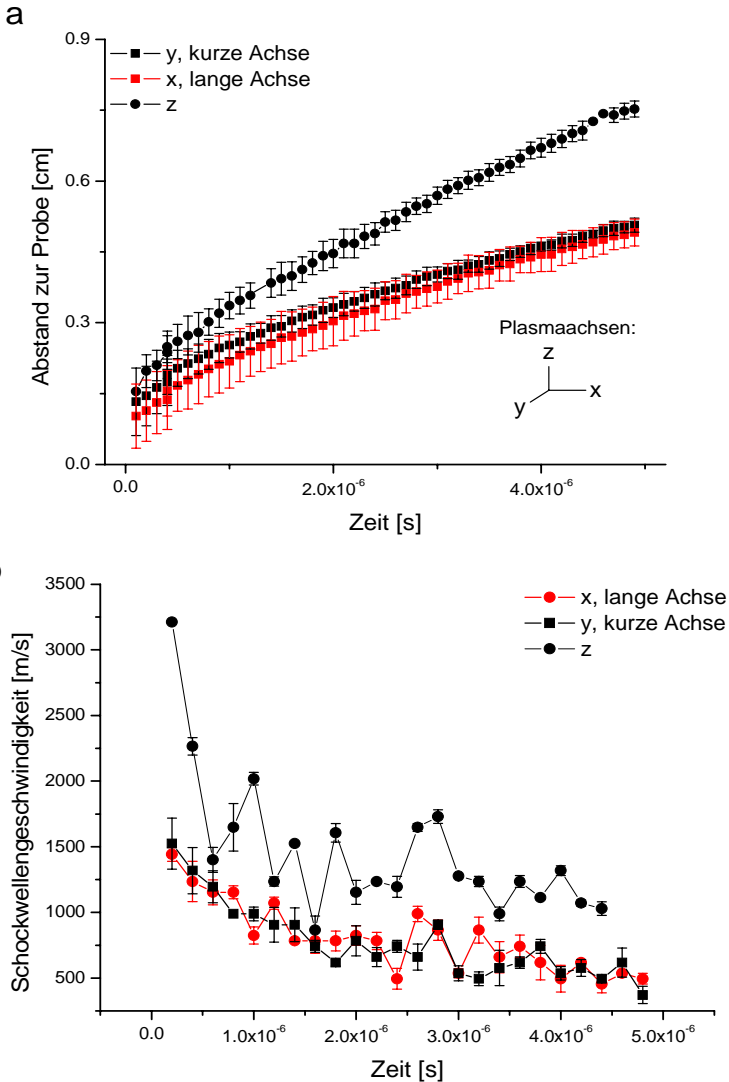 a
0.9
y, kurze Achse
x, lange Achse
z
0.6
Abstand zur Probe [cm]
0.3
Plasmaachsen:
z
x
y
0.0
0.0
2.0x10⁻⁶
4.0x10⁻⁶
Zeit [s]
3500
x, lange Achse
y, kurze Achse
z
3000
2500
Schockwellengeschwindigkeit [m/s]
2000
1500
1000
500
0.0
1.0x10⁻⁶
2.0x10⁻⁶
3.0x10⁻⁶
4.0x10⁻⁶
5.0x10⁻⁶
Zeit [s]